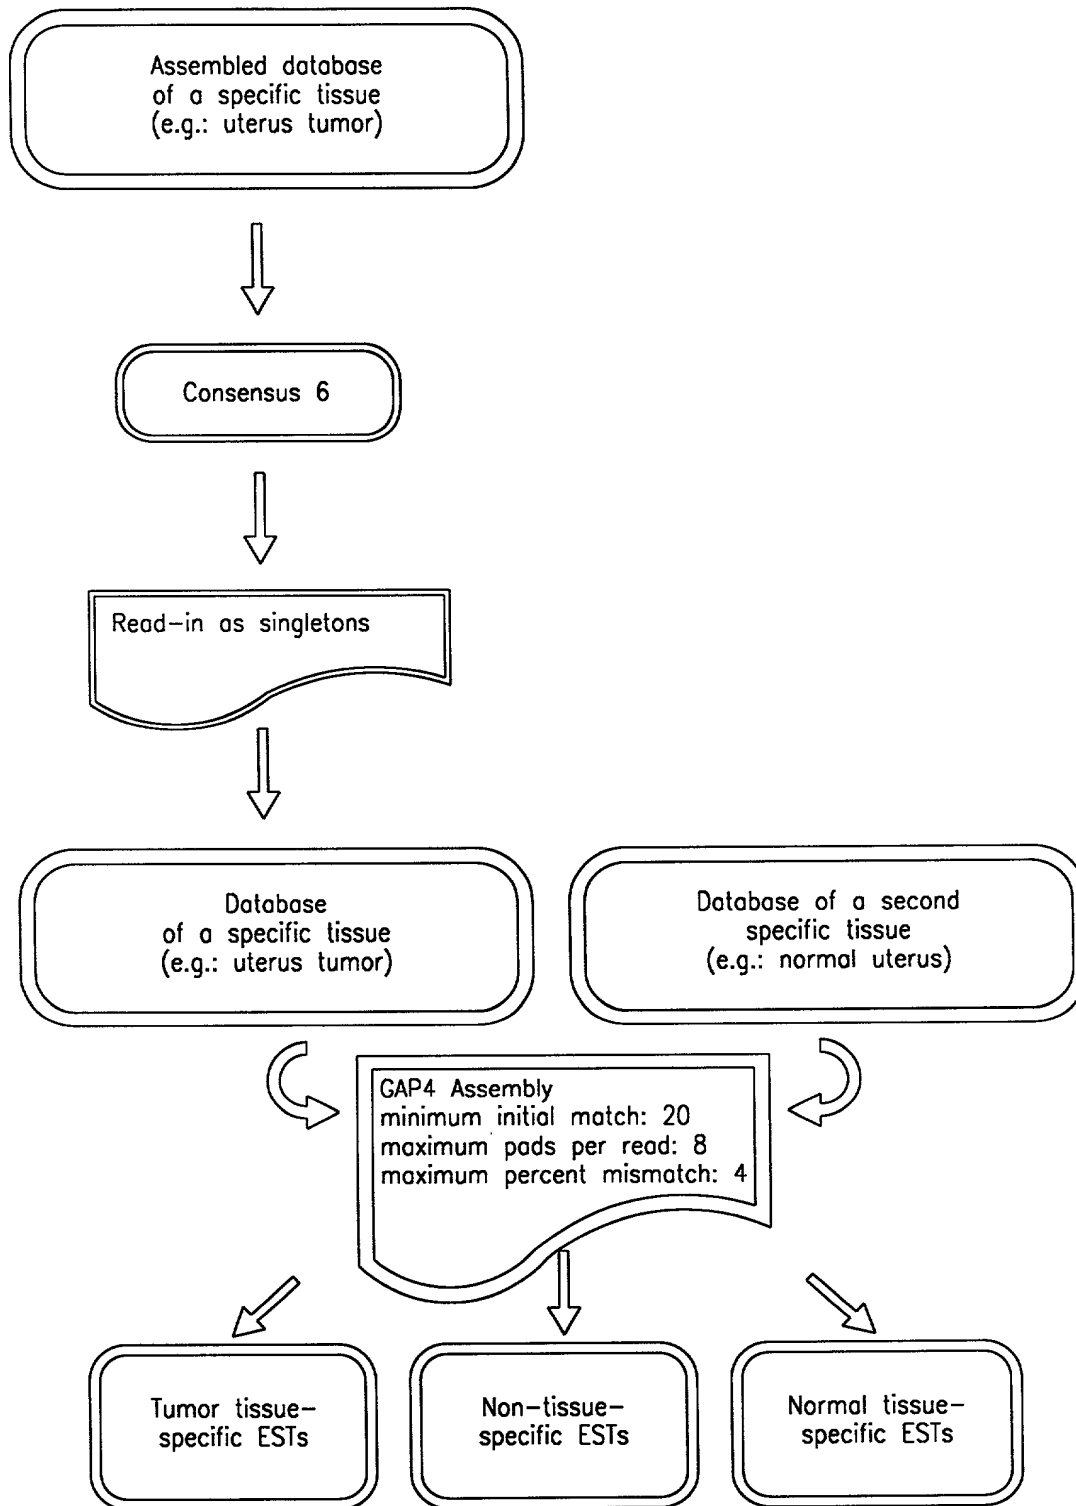 Assembled database
of a specific tissue
(e.g.: uterus tumor)
Consensus 6
Read-in as singletons
Database
of a specific tissue
(e.g.: uterus tumor)
Database of a second
specific tissue
(e.g.: normal uterus)
GAP4 Assembly
minimum initial match: 20
maximum pads per read: 8
maximum percent mismatch: 4
Tumor tissue-
specific ESTs
Non-tissue-
specific ESTs
Normal tissue-
specific ESTs